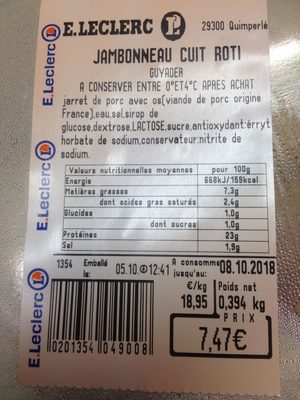 E.LECLERC L 29300 Quimperlé
JAMBONNEAU CUIT ROTI
GUYADER
A CONSERVER ENTRE 0°ET4°C APRES ACHAT
jarret de porc avec os(viande de porc origine
France),eau,sel,sirop de
glucose,dextrose,LACTOSE,sucre,antioxydant:érryt
horbate de sodium,conservateur:nitrite de
sodium.
Valeurs nutritionnelles moyennes pour 100g
Energie 668kJ/159kcal
Matières grasses 7,3g
dont acides gras saturés 2,4g
Glucides 1,0g
dont sucres 1,0g
Protéines 23g
Sel 1,9g
1354 Emballé le: 05.10 12:41 A consommer jusqu'au: 08.10.2018
€/kg Poids net
18,95 0,394 kg
PRIX
7,47€
0201354 049008
E.Leclerc L
E.Leclerc L
E.Leclerc L